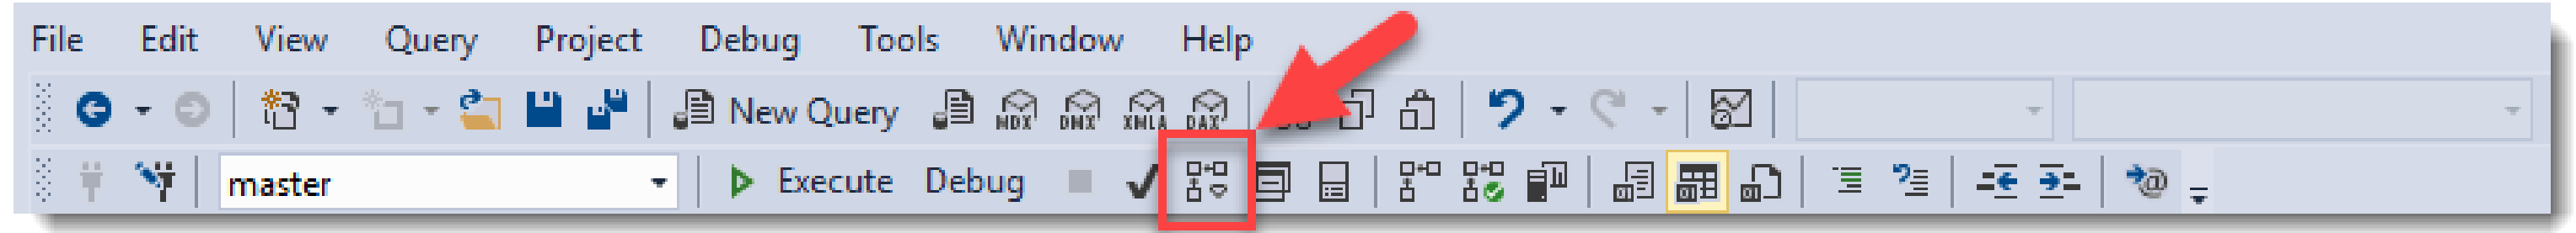 File Edit View Query Project Debug Tools Window Help
New Query MDX DMX XMLA DAX
master Execute Debug